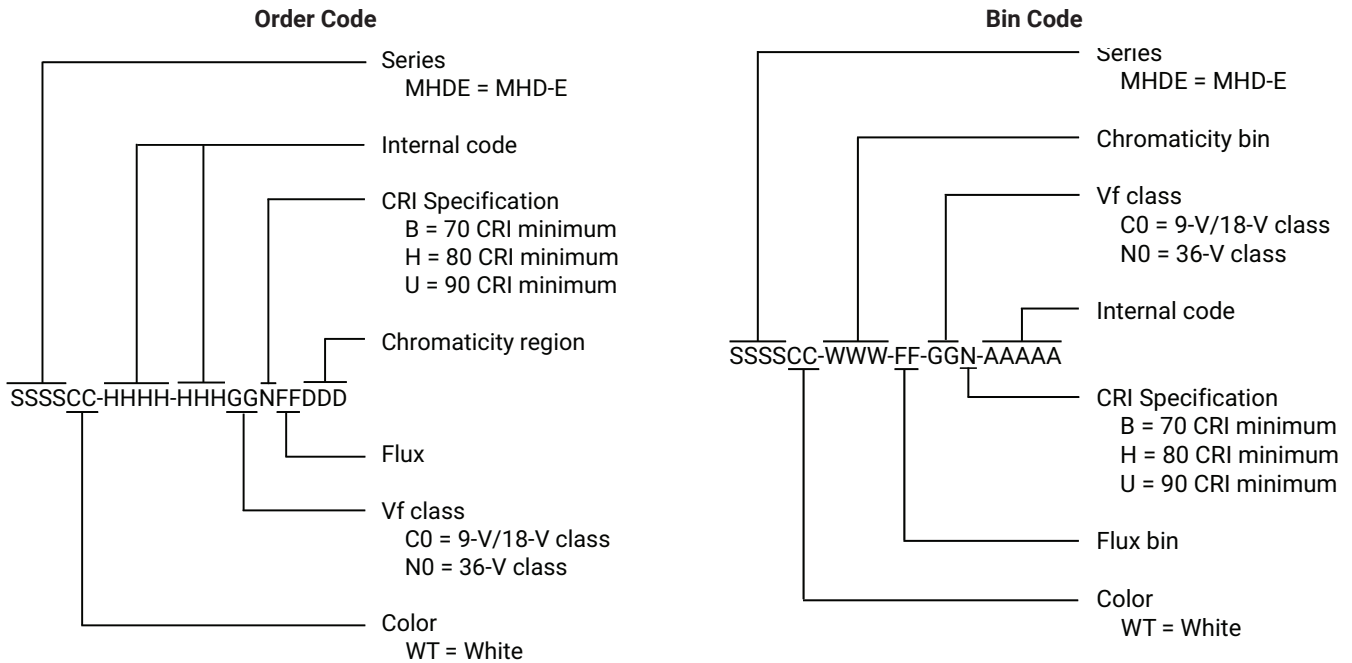 Order Code
Series
MHDE = MHD-E
Internal code
CRI Specification
B = 70 CRI minimum
H = 80 CRI minimum
U = 90 CRI minimum
Chromaticity region
SSSSCC-HHHH-HHHGGNFFDDD
Flux
Vf class
C0 = 9-V/18-V class
N0 = 36-V class
Color
WT = White
Bin Code
Series
MHDE = MHD-E
Chromaticity bin
Vf class
C0 = 9-V/18-V class
N0 = 36-V class
Internal code
SSSSCC-WWW-FF-GGN-AAAAA
CRI Specification
B = 70 CRI minimum
H = 80 CRI minimum
U = 90 CRI minimum
Flux bin
Color
WT = White